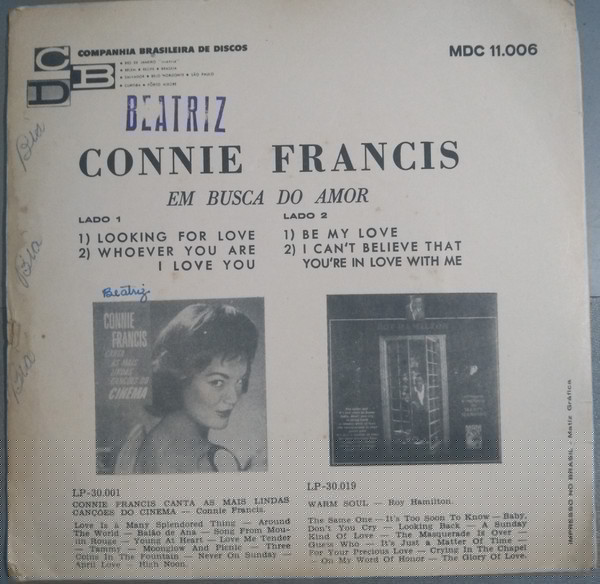 CBD
COMPANHIA BRASILEIRA DE DISCOS
MDC 11.006
BEATRIZ
Bia
CONNIE FRANCIS
EM BUSCA DO AMOR
LADO 1
1) LOOKING FOR LOVE
2) WHOEVER YOU ARE
I LOVE YOU
LADO 2
1) BE MY LOVE
2) I CAN'T BELIEVE THAT
YOU'RE IN LOVE WITH ME
Bia
Bia
Beatriz
CONNIE
FRANCIS
CANTA
AS MAIS
LINDAS
CANÇÕES DO
CINEMA
LP-30.001
CONNIE FRANCIS CANTA AS MAIS LINDAS
CANÇÕES DO CINEMA — Connie Francis.
Love Is a Many Splendored Thing — Around
The World — Baião de Ana — Song From Mou-
lin Rouge — Young At Heart — Love Me Tender
— Tammy — Moonglow And Picnic — Three
Coins In The Fountain — Never On Sunday —
April Love — High Noon.
LP-30.019
WARM SOUL — Roy Hamilton.
The Same One — It's Too Soon To Know — Baby,
Don't You Cry — Looking Back — A Sunday
Kind Of Love — The Masquerade Is Over —
Guess Who — It's Just a Matter Of Time —
For Your Precious Love — Crying In The Chapel
— On My Word Of Honor — The Glory Of Love.
IMPRESSO NO BRASIL - Matiz Gráfica